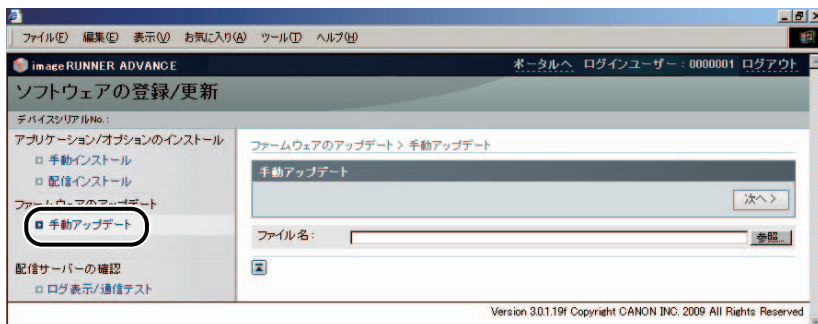 ファイル(F) 編集(E) 表示(V) お気に入り(A) ツール(T) ヘルプ(H)
imageRUNNER ADVANCE ポータルへ ログインユーザー：0000001 ログアウト
ソフトウェアの登録/更新
デバイスシリアルNo.：
アプリケーション/オプションのインストール
手動インストール
配信インストール
ファームウェアのアップデート
手動アップデート
配信サーバーの確認
ログ表示/通信テスト
ファームウェアのアップデート > 手動アップデート
手動アップデート
次へ >
ファイル名： 参照...
Version 3.0.1.19f Copyright CANON INC. 2009 All Rights Reserved